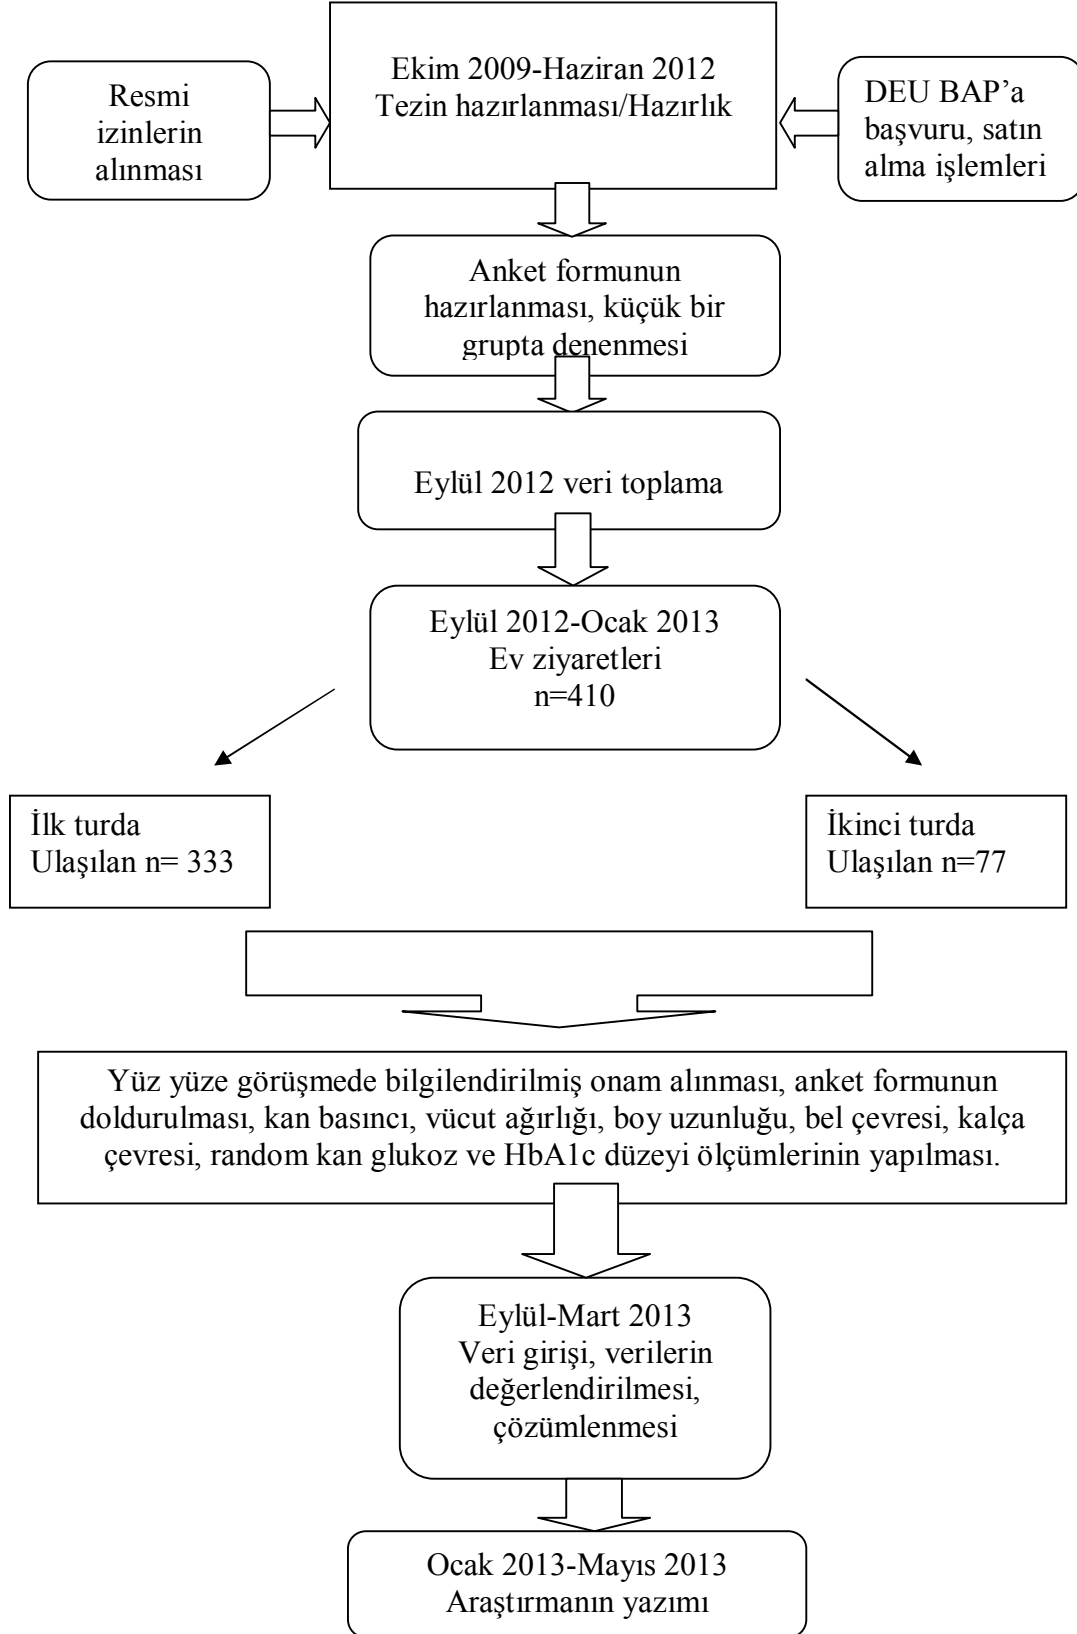 Ekim 2009-Haziran 2012
Tezin hazırlanması/Hazırlık
Resmi
izinlerin
alınması
DEU BAP’a
başvuru, satın
alma işlemleri
Anket formunun
hazırlanması, küçük bir
grupta denenmesi
Eylül 2012 veri toplama
Eylül 2012-Ocak 2013
Ev ziyaretleri
n=410
İlk turda
Ulaşılan n= 333
İkinci turda
Ulaşılan n=77
Yüz yüze görüşmede bilgilendirilmiş onam alınması, anket formunun
doldurulması, kan basıncı, vücut ağırlığı, boy uzunluğu, bel çevresi, kalça
çevresi, random kan glukoz ve HbA1c düzeyi ölçümlerinin yapılması.
Eylül-Mart 2013
Veri girişi, verilerin
değerlendirilmesi,
çözümlenmesi
Ocak 2013-Mayıs 2013
Araştırmanın yazımı